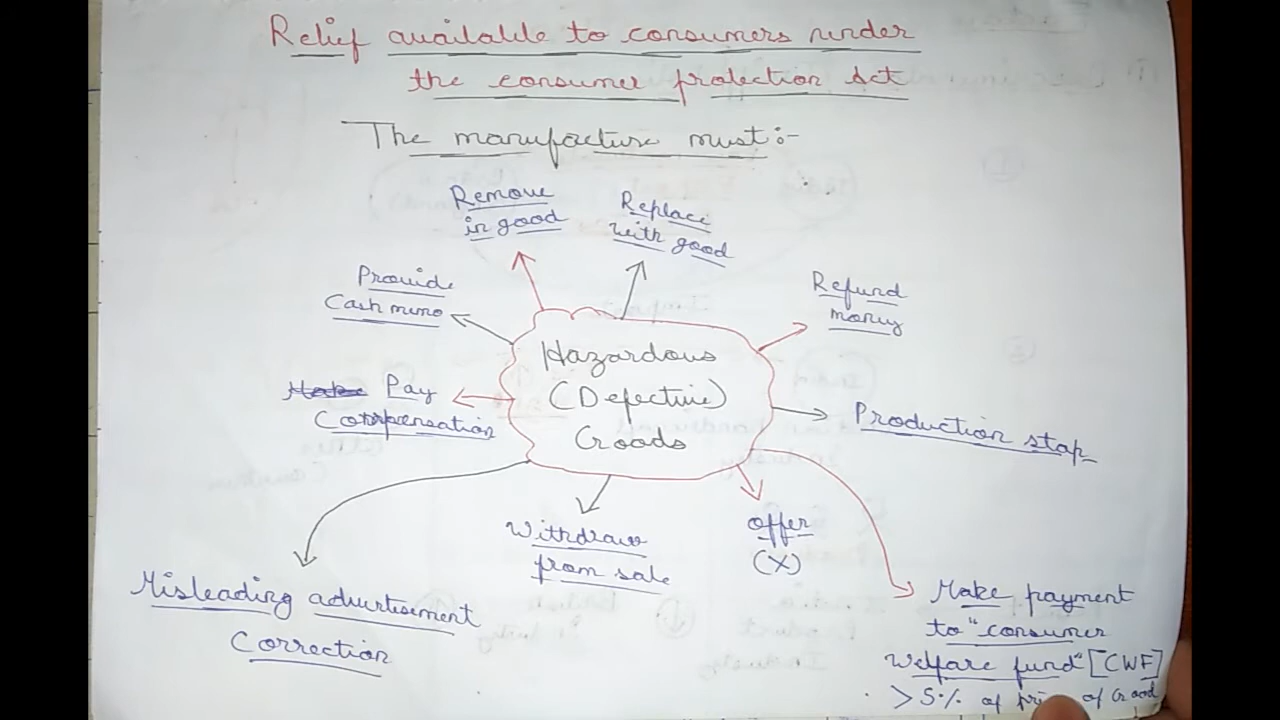 Relief available to consumers under
the consumer protection Act
The manufacture must:-
Remove
in good
Replace
with good
Provide
Cash memo
Refund
money
Hazardous
(Defective)
Goods
Pay
Compensation
Production stop
Misleading advertisement
Correction
Withdraw
from sale
Offer
(X)
Make payment
to "consumer
Welfare fund" [CWF]
> 5% of of Good